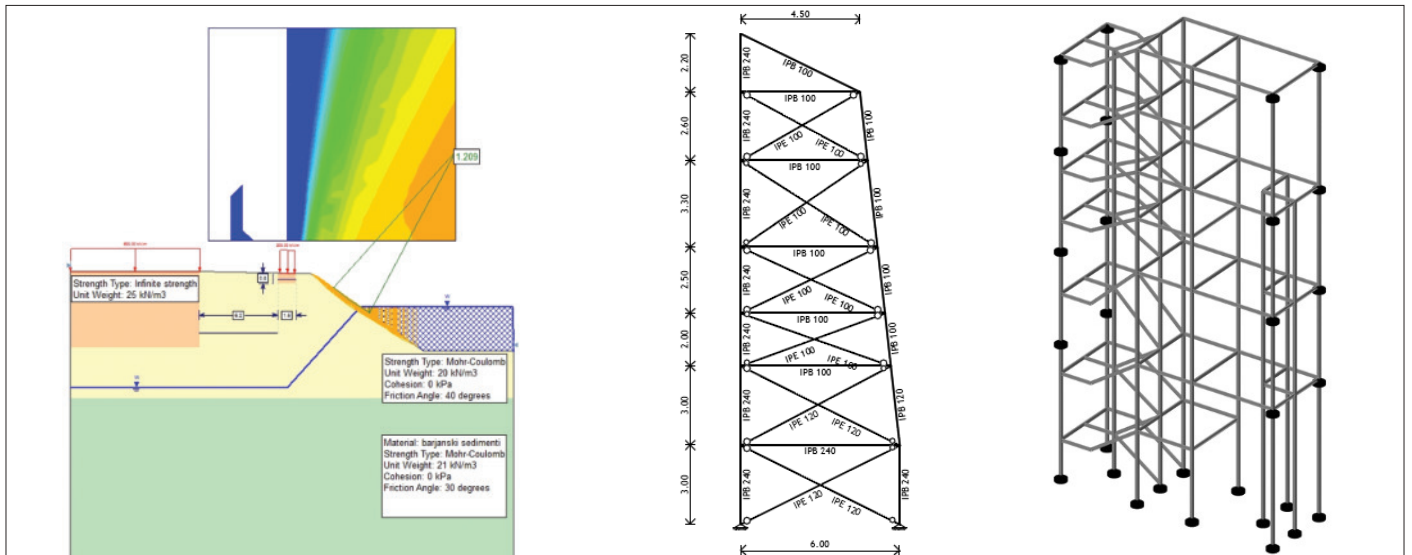 1.209
Strength Type: Infinite strength
Unit Weight: 25 kN/m3
Strength Type: Mohr-Coulomb
Unit Weight: 20 kN/m3
Cohesion: 0 kPa
Friction Angle: 40 degrees
Material: barjanski sedimenti
Strength Type: Mohr-Coulomb
Unit Weight: 21 kN/m3
Cohesion: 0 kPa
Friction Angle: 30 degrees
4.50
2.20
IPB 240
IPB 100
IPB 100
2.60
IPB 240
IPE 100
IPE 100
IPB 100
IPB 100
3.30
IPB 240
IPE 100
IPE 100
IPB 100
IPB 100
2.50
IPB 240
IPE 100
IPE 100
IPB 100
IPB 100
2.00
IPB 240
IPE 100
IPE 100
IPB 100
IPB 100
3.00
IPB 240
IPE 120
IPE 120
IPB 120
IPB 240
3.00
IPB 240
IPE 120
IPE 120
IPB 240
6.00